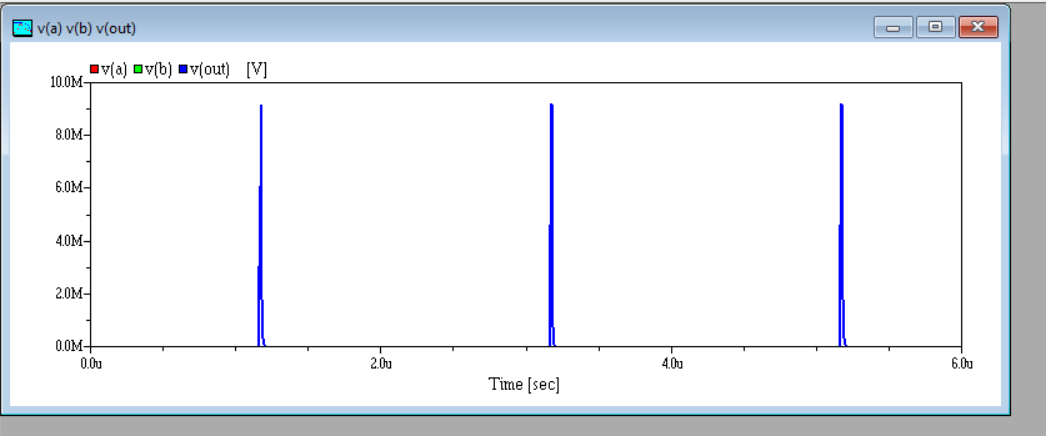 v(a) v(b) v(out)
v(a) v(b) v(out) [V]
10.0M
8.0M
6.0M
4.0M
2.0M
0.0M
0.0u 2.0u 4.0u 6.0u
Time [sec]